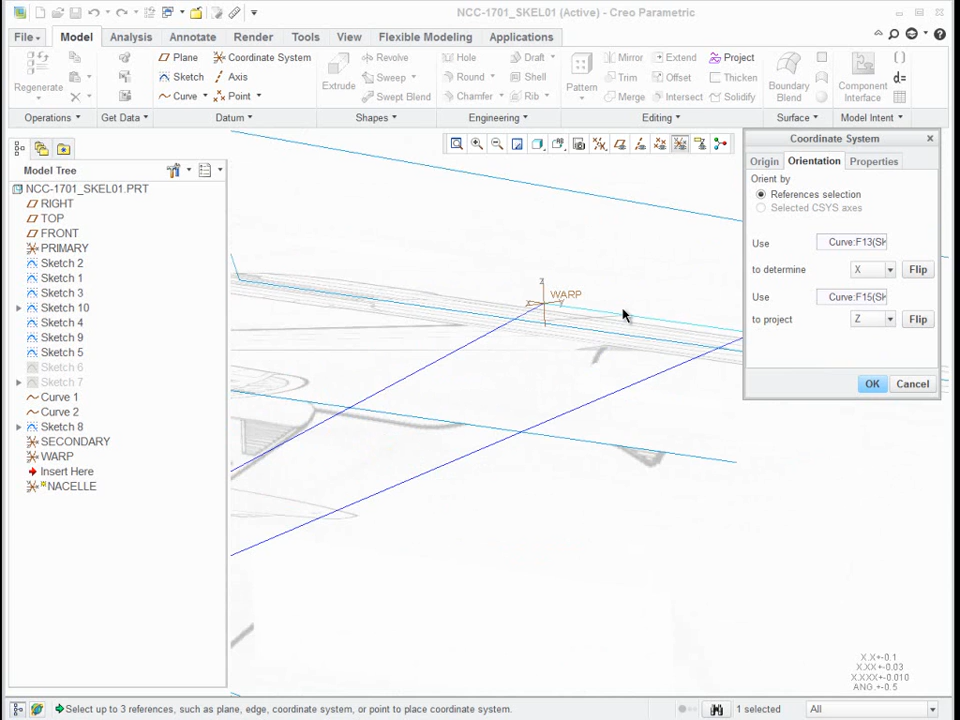 NCC-1701_SKEL01 (Active) - Creo Parametric
File Model Analysis Annotate Render Tools View Flexible Modeling Applications
Plane Coordinate System Revolve Hole Draft Mirror Extend Project
Regenerate Sketch Axis Extrude Sweep Round Shell Pattern Trim Offset Thicken Boundary Blend Component Interface
Curve Point Swept Blend Chamfer Rib Merge Intersect Solidify
Operations Get Data Datum Shapes Engineering Editing Surface Model Intent
Model Tree
NCC-1701_SKEL01.PRT
RIGHT
TOP
FRONT
PRIMARY
Sketch 2
Sketch 1
Sketch 3
Sketch 10
Sketch 4
Sketch 9
Sketch 5
Sketch 6
Sketch 7
Curve 1
Curve 2
Sketch 8
SECONDARY
WARP
Insert Here
*NACELLE
Z
WARP
X Y
Coordinate System
Origin Orientation Properties
Orient by
References selection
Selected CSYS axes
Use Curve:F13(SK
to determine X Flip
Use Curve:F15(SK
to project Z Flip
OK Cancel
X.X+-0.1
X.XX+-0.03
X.XXX+-0.010
ANG.+-0.5
Select up to 3 references, such as plane, edge, coordinate system, or point to place coordinate system.
1 selected All